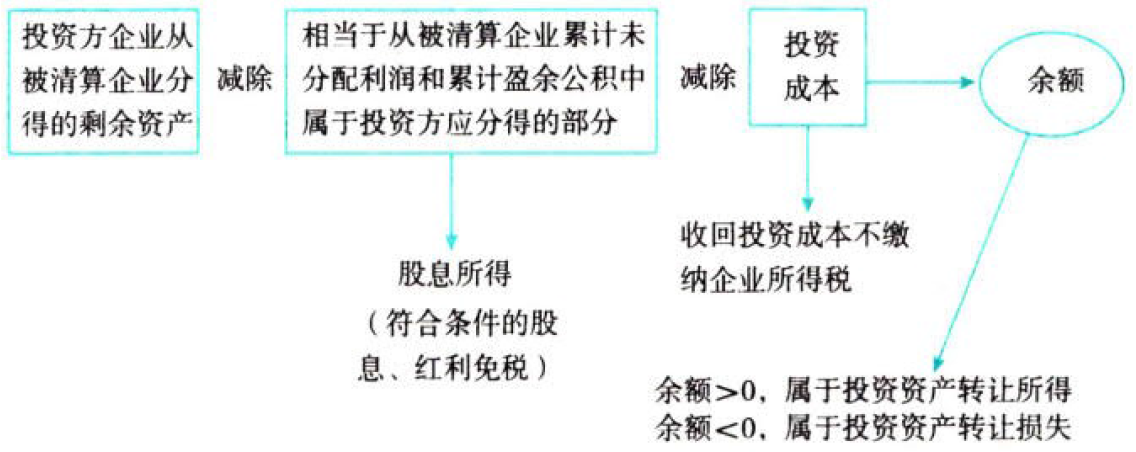 投资方企业从
被清算企业分
得的剩余资产
减除
相当于从被清算企业累计未
分配利润和累计盈余公积中
属于投资方应分得的部分
减除
投资
成本
余额
股息所得
（符合条件的股
息、红利免税）
收回投资成本不缴
纳企业所得税
余额>0，属于投资资产转让所得
余额<0，属于投资资产转让损失